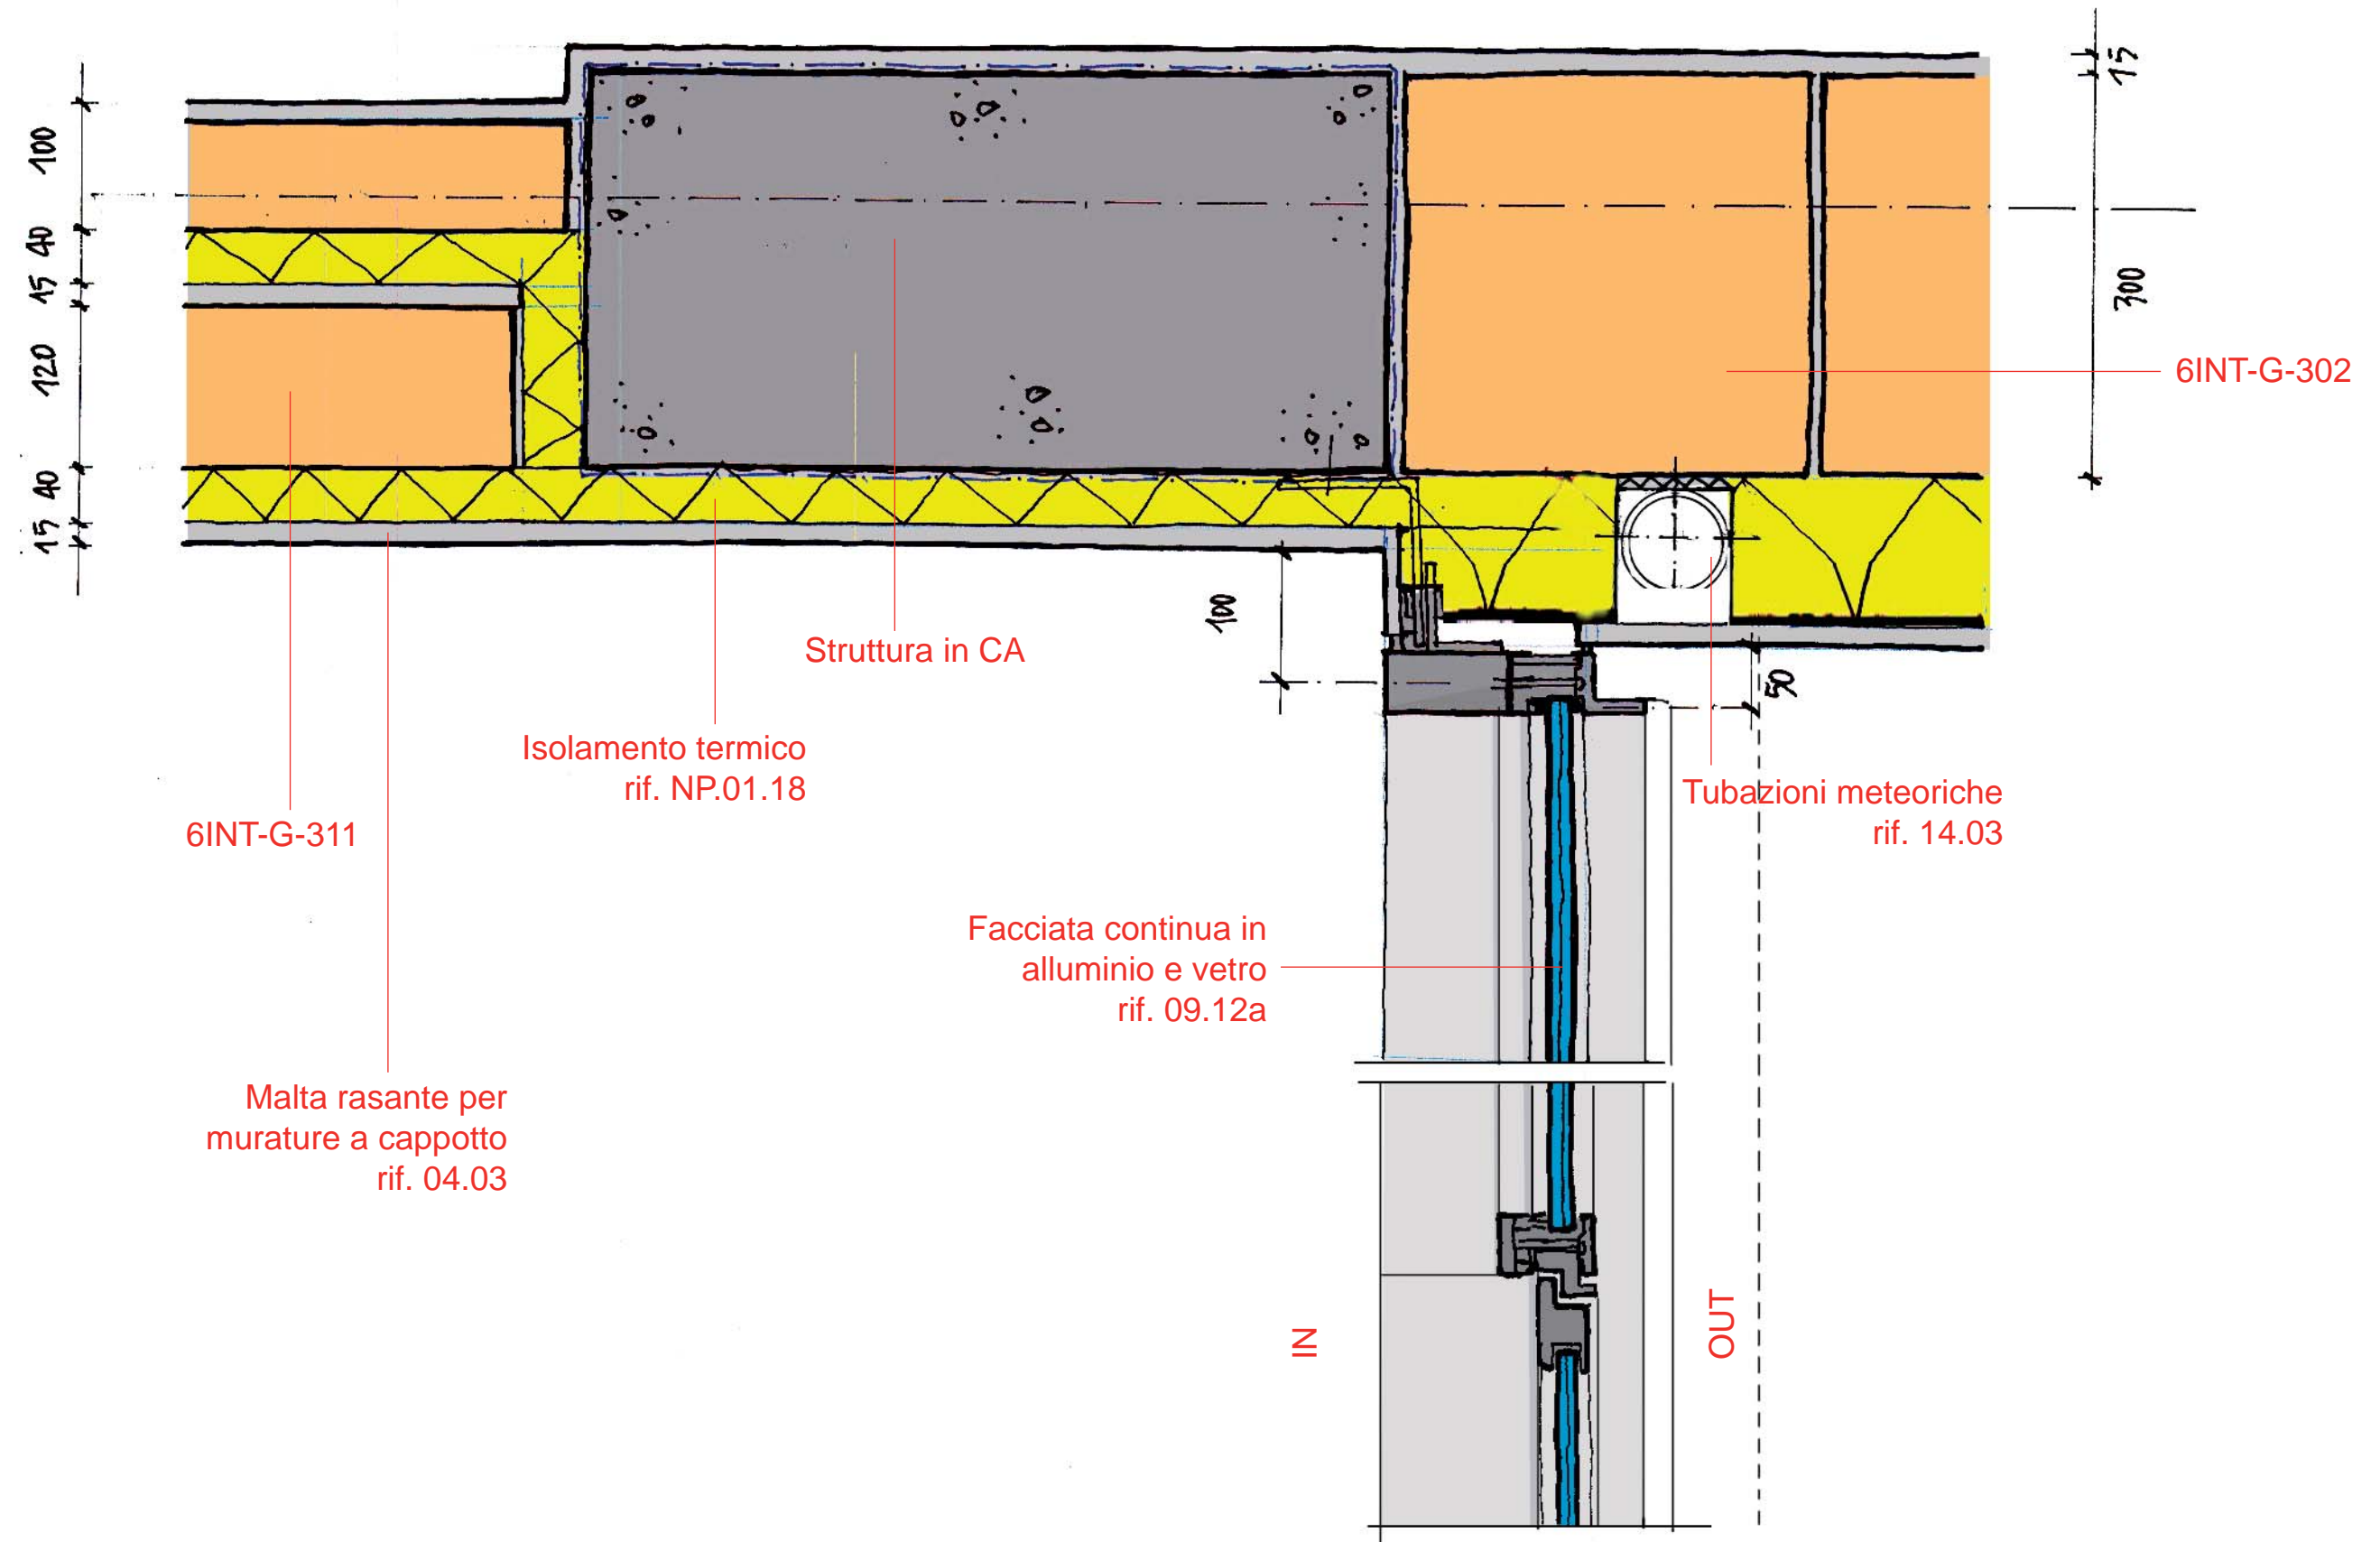 15
100
40
15
120
40
15
300
6INT-G-302
100
50
Struttura in CA
Isolamento termico
rif. NP.01.18
6INT-G-311
Tubazioni meteoriche
rif. 14.03
Facciata continua in
alluminio e vetro
rif. 09.12a
Malta rasante per
murature a cappotto
rif. 04.03
IN
OUT